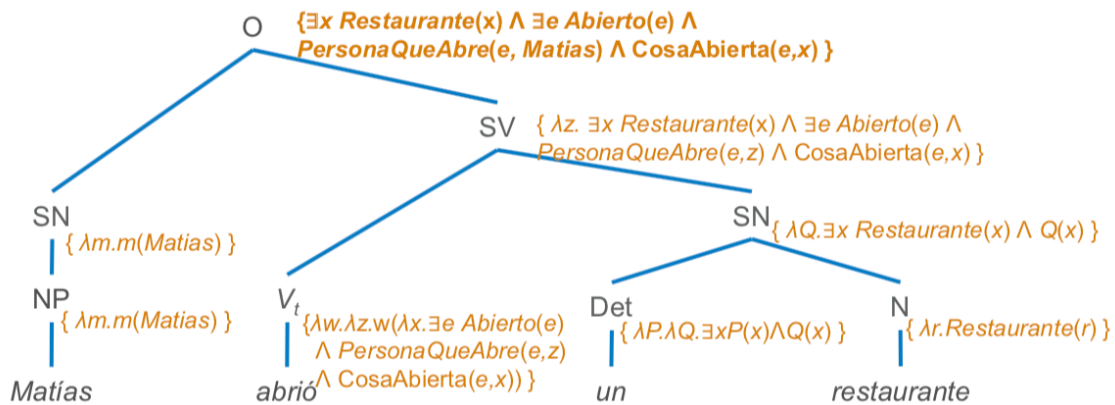 O {∃x Restaurante(x) Λ ∃e Abierto(e) Λ
PersonaQueAbre(e, Matias) Λ CosaAbierta(e,x) }
SV { λz. ∃x Restaurante(x) Λ ∃e Abierto(e) Λ
PersonaQueAbre(e,z) Λ CosaAbierta(e,x) }
SN { λm.m(Matias) }
SN { λQ.∃x Restaurante(x) Λ Q(x) }
NP { λm.m(Matias) }
Vt {λw.λz.w(λx.∃e Abierto(e)
Λ PersonaQueAbre(e,z)
Λ CosaAbierta(e,x)) }
Det { λP.λQ.∃xP(x)ΛQ(x) }
N { λr.Restaurante(r) }
Matías abrió un restaurante